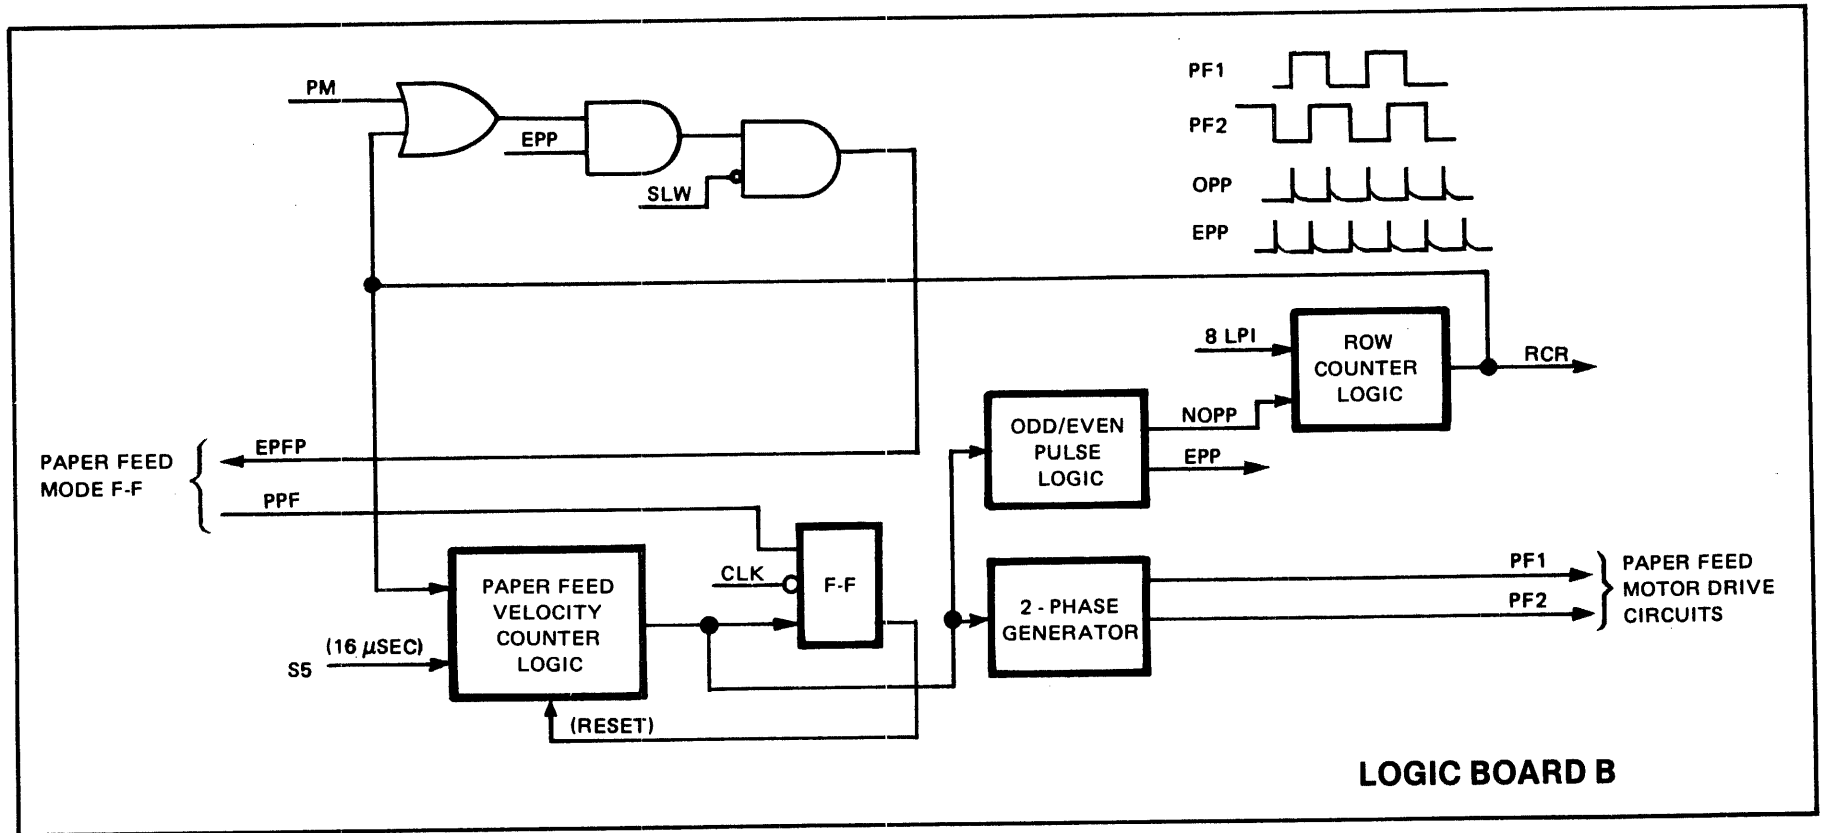 PM
EPP
SLW
PF1
PF2
OPP
EPP
8 LPI
ROW
COUNTER
LOGIC
RCR
ODD/EVEN
PULSE
LOGIC
NOPP
EPP
PAPER FEED
MODE F-F
EPFP
PPF
PAPER FEED
VELOCITY
COUNTER
LOGIC
CLK
F-F
S5
(16 µSEC)
(RESET)
2 - PHASE
GENERATOR
PF1
PF2
PAPER FEED
MOTOR DRIVE
CIRCUITS
LOGIC BOARD B